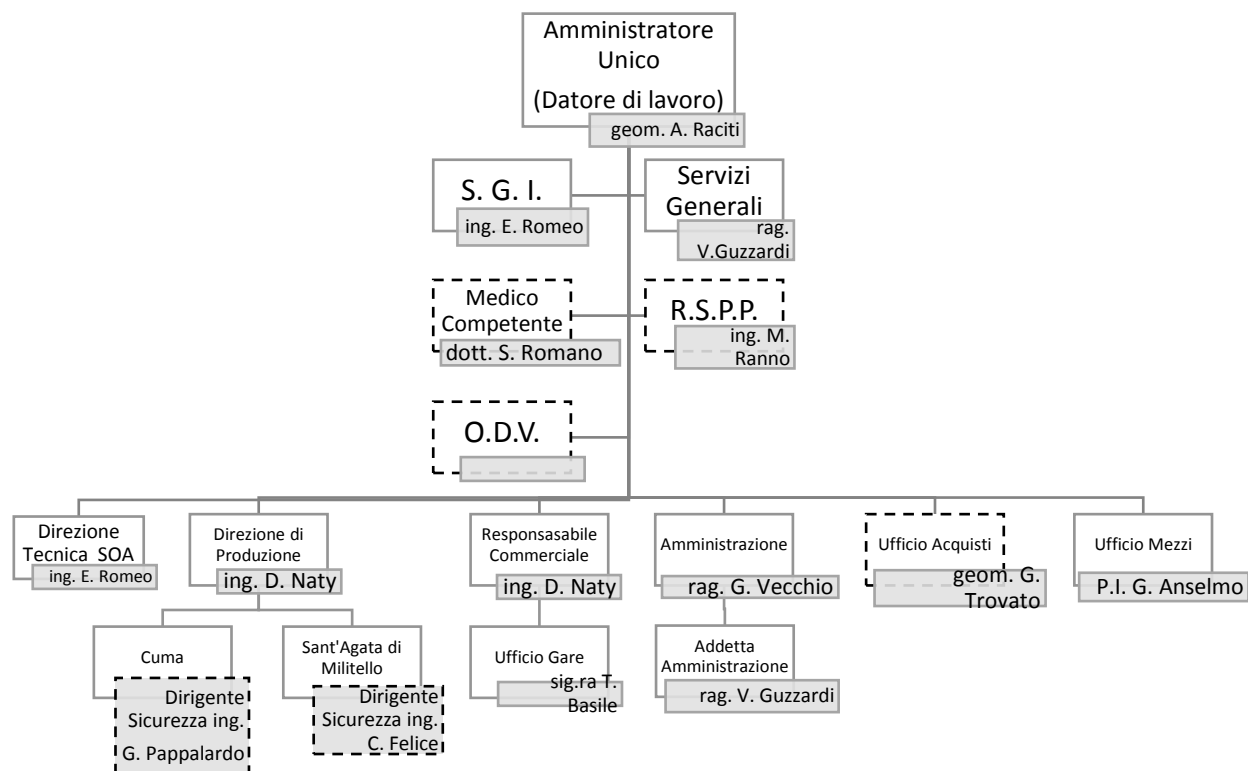 Amministratore
Unico
(Datore di lavoro)
geom. A. Raciti
S. G. I.
ing. E. Romeo
Servizi
Generali
rag.
V.Guzzardi
Medico
Competente
dott. S. Romano
R.S.P.P.
ing. M.
Ranno
O.D.V.
Direzione
Tecnica SOA
ing. E. Romeo
Direzione di
Produzione
ing. D. Naty
Responsasabile
Commerciale
ing. D. Naty
Amministrazione
rag. G. Vecchio
Ufficio Acquisti
geom. G.
Trovato
Ufficio Mezzi
P.I. G. Anselmo
Cuma
Dirigente
Sicurezza ing.
G. Pappalardo
Sant'Agata di
Militello
Dirigente
Sicurezza ing.
C. Felice
Ufficio Gare
sig.ra T.
Basile
Addetta
Amministrazione
rag. V. Guzzardi